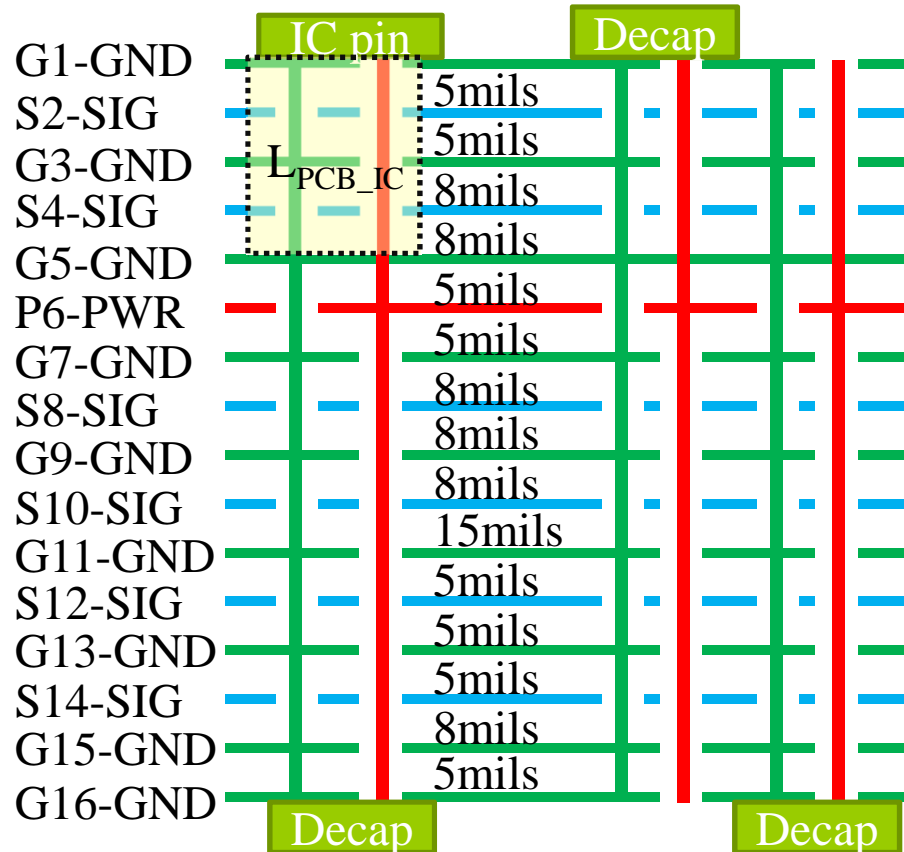 IC pin
Decap
G1-GND
5mils
S2-SIG
5mils
G3-GND
L_PCB_IC
8mils
S4-SIG
8mils
G5-GND
5mils
P6-PWR
5mils
G7-GND
8mils
S8-SIG
8mils
G9-GND
8mils
S10-SIG
15mils
G11-GND
5mils
S12-SIG
5mils
G13-GND
5mils
S14-SIG
8mils
G15-GND
5mils
G16-GND
Decap
Decap